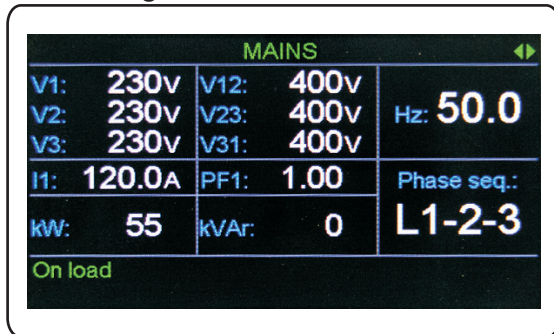 MAINS
V1: 230V V12: 400V
V2: 230V V23: 400V
V3: 230V V31: 400V
Hz: 50.0
I1: 120.0A PF1: 1.00
Phase seq.:
L1-2-3
kW: 55 kVAr: 0
On load